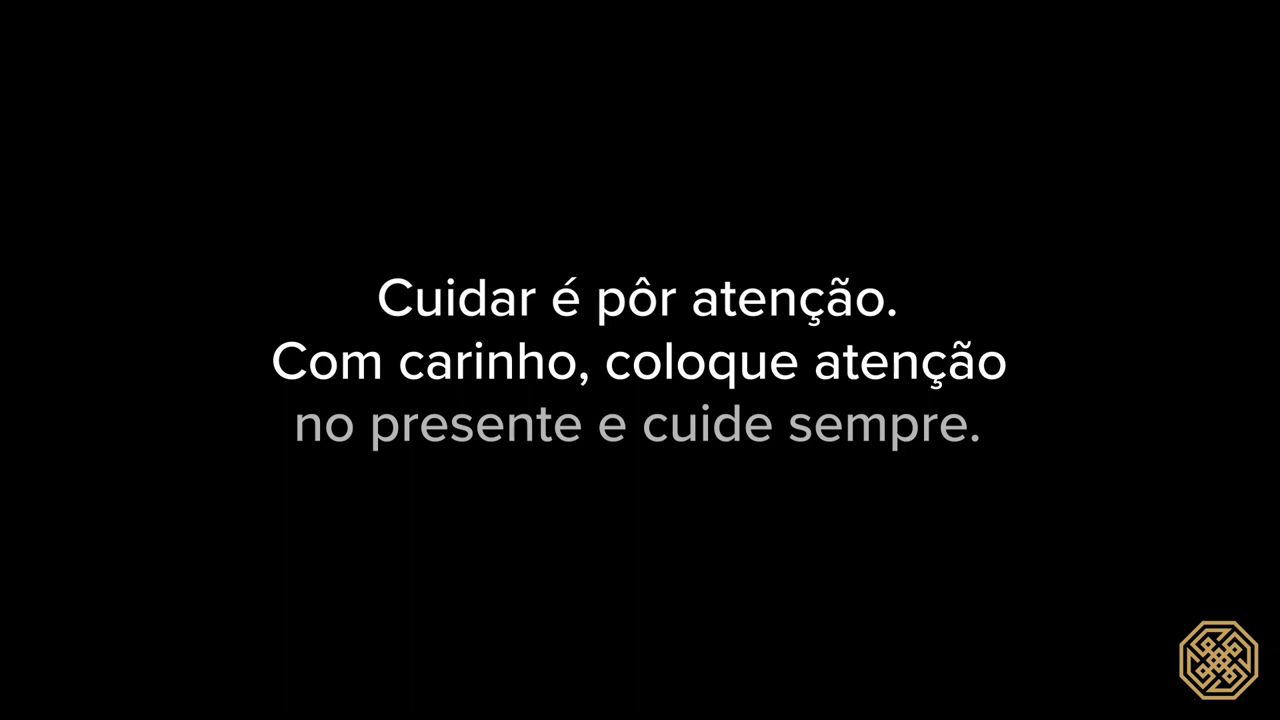 Cuidar é pôr atenção.
Com carinho, coloque atenção
no presente e cuide sempre.